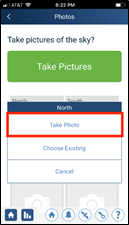 AT&T
8:22 PM
Photos
Take pictures of the sky?
Take Pictures
North
South
North
Take Photo
Choose Existing
Cancel